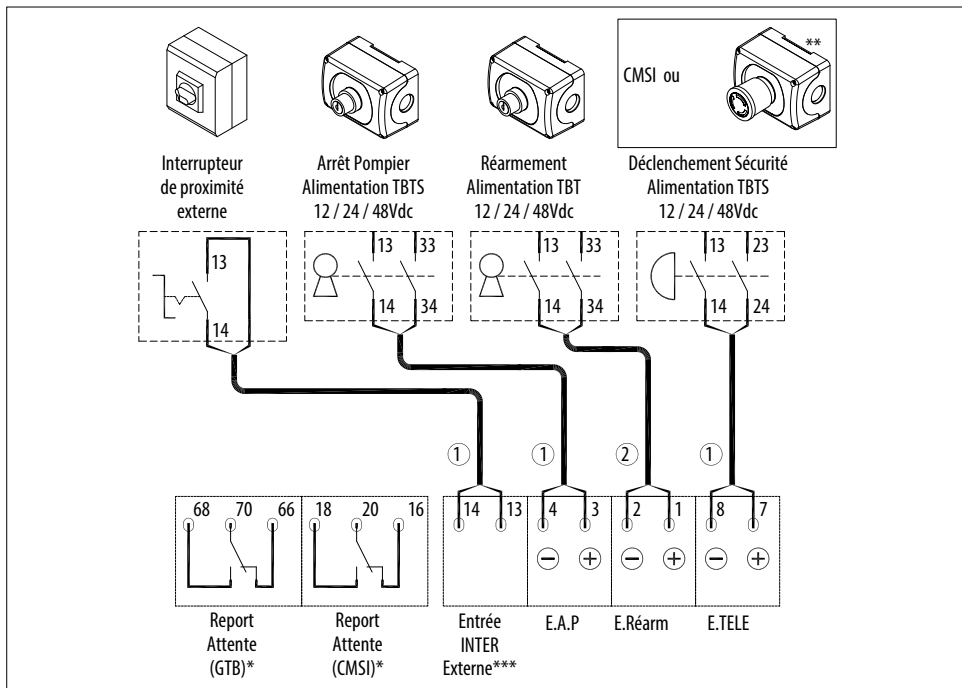 CMSI ou
**
Interrupteur
de proximité
externe
Arrêt Pompier
Alimentation TBTS
12 / 24 / 48Vdc
Réarmement
Alimentation TBT
12 / 24 / 48Vdc
Déclenchement Sécurité
Alimentation TBTS
12 / 24 / 48Vdc
13
14
13 33
14 34
13 33
14 34
13 23
14 24
1 1 2 1
68 70 66
18 20 16
14 13
4 3
2 1
8 7
− +
− +
− +
Report
Attente
(GTB)*
Report
Attente
(CMSI)*
Entrée
INTER
Externe***
E.A.P
E.Réarm
E.TELE